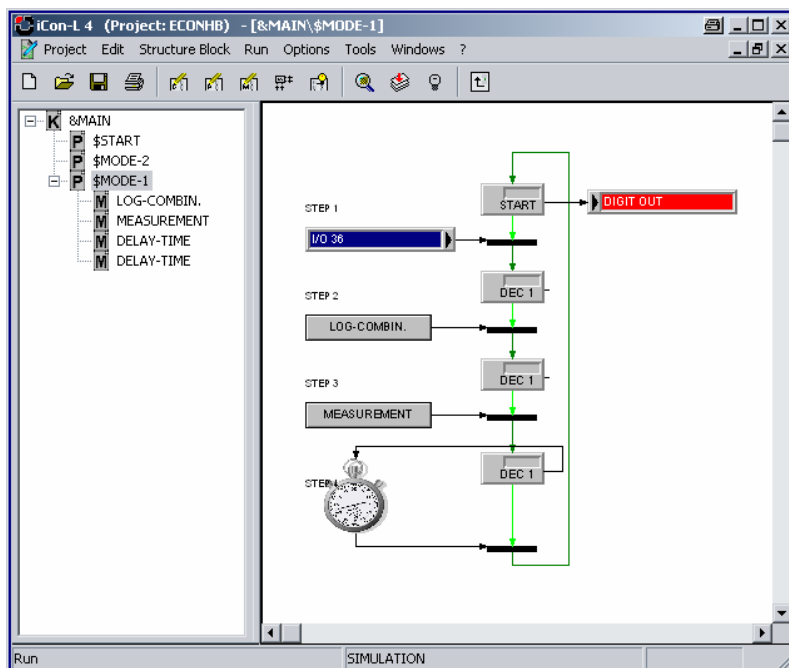 iCon-L 4 (Project: ECONHB) - [&MAIN\$MODE-1]
Project Edit Structure Block Run Options Tools Windows ?
K &MAIN
P $START
P $MODE-2
P $MODE-1
M LOG-COMBIN.
M MEASUREMENT
M DELAY-TIME
M DELAY-TIME
START
DIGIT OUT
STEP 1
I/O 36
DEC 1
STEP 2
LOG-COMBIN.
DEC 1
STEP 3
MEASUREMENT
DEC 1
STEP
Run SIMULATION